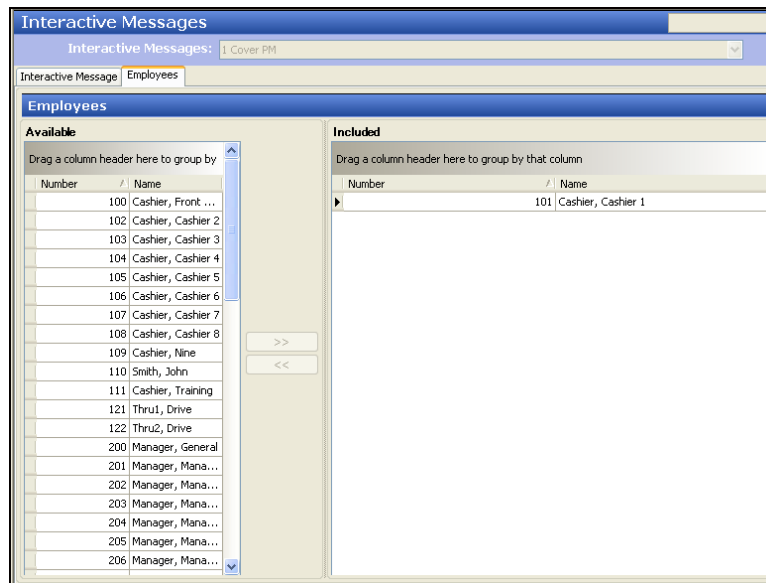 Interactive Messages
Interactive Messages: 1 Cover PM
Interactive Message Employees
Employees
Available
Drag a column header here to group by
Number Name
100 Cashier, Front ...
102 Cashier, Cashier 2
103 Cashier, Cashier 3
104 Cashier, Cashier 4
105 Cashier, Cashier 5
106 Cashier, Cashier 6
107 Cashier, Cashier 7
108 Cashier, Cashier 8
109 Cashier, Nine
110 Smith, John
111 Cashier, Training
121 Thru1, Drive
122 Thru2, Drive
200 Manager, General
201 Manager, Mana...
202 Manager, Mana...
203 Manager, Mana...
204 Manager, Mana...
205 Manager, Mana...
206 Manager, Mana...
>>
<<
Included
Drag a column header here to group by that column
Number Name
101 Cashier, Cashier 1